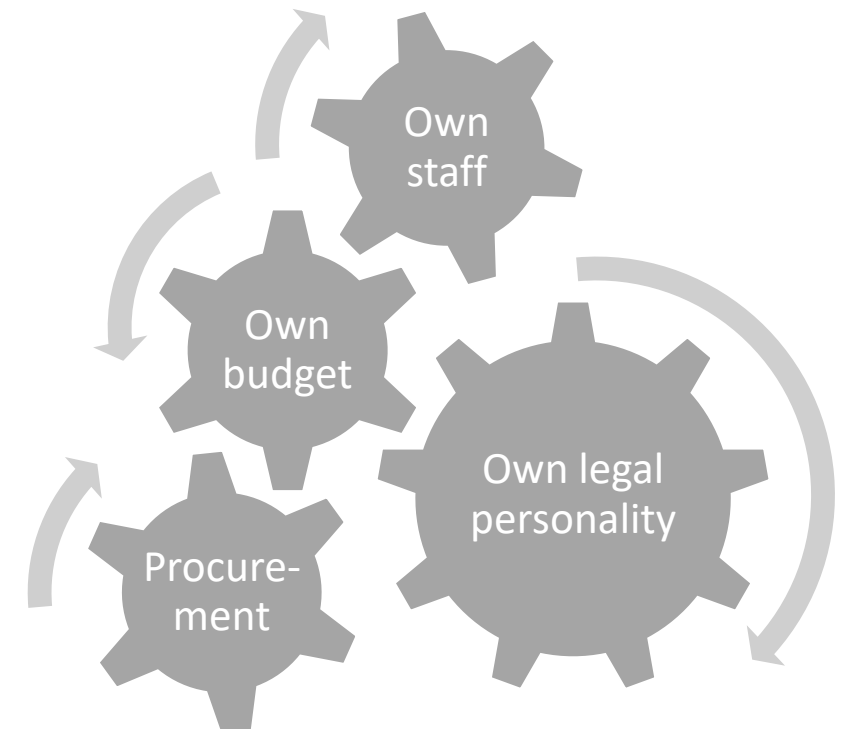 Own
staff
Own
budget
Own legal
personality
Procure-
ment